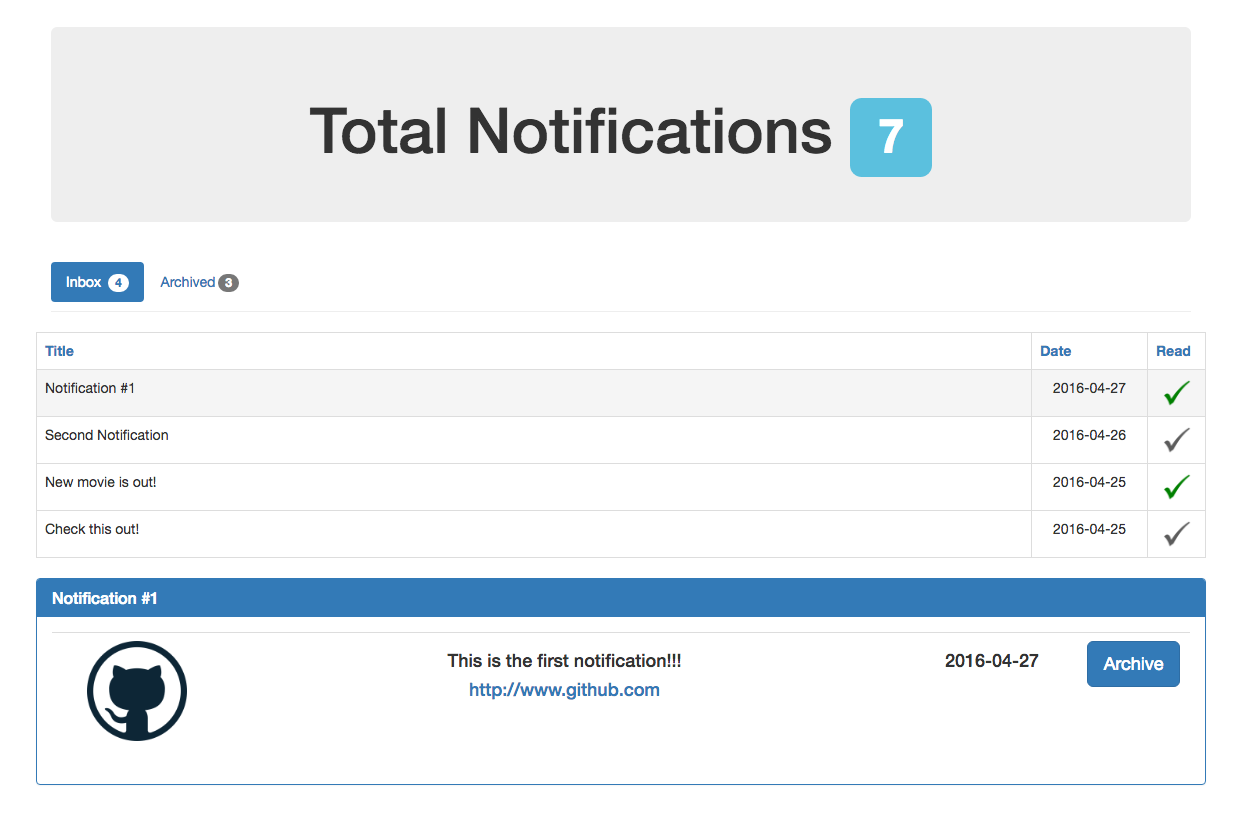 Total Notifications 7
Inbox 4 Archived 3
Title Date Read
Notification #1 2016-04-27
Second Notification 2016-04-26
New movie is out! 2016-04-25
Check this out! 2016-04-25
Notification #1
This is the first notification!!! 2016-04-27 Archive
http://www.github.com